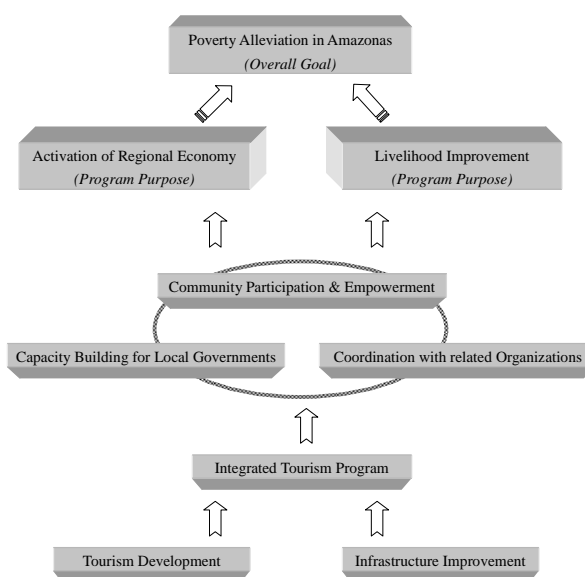 Poverty Alleviation in Amazonas
(Overall Goal)
Activation of Regional Economy
(Program Purpose)
Livelihood Improvement
(Program Purpose)
Community Participation & Empowerment
Capacity Building for Local Governments
Coordination with related Organizations
Integrated Tourism Program
Tourism Development
Infrastructure Improvement